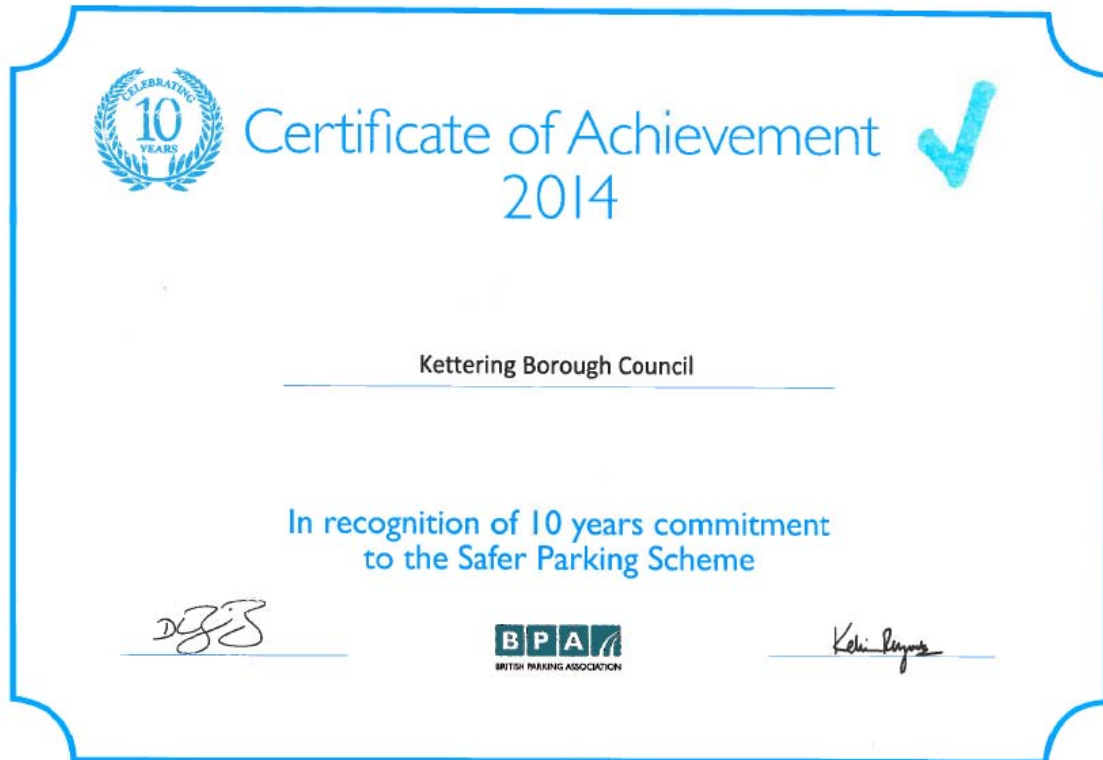 CELEBRATING
10
YEARS
Certificate of Achievement
2014
Kettering Borough Council
In recognition of 10 years commitment
to the Safer Parking Scheme
BPA
BRITISH PARKING ASSOCIATION